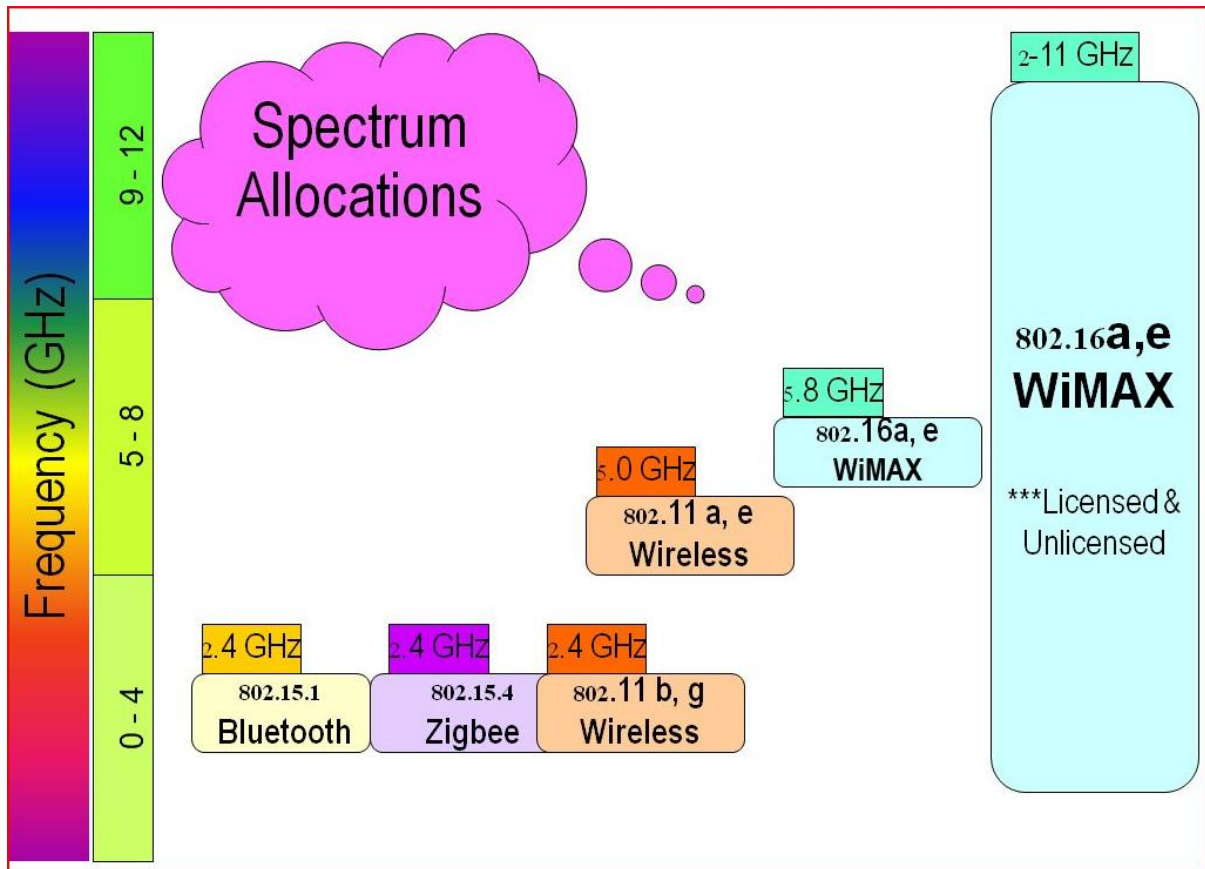 Frequency (GHz)
9 - 12
5 - 8
0 - 4
Spectrum
Allocations
2-11 GHz
802.16a,e
WiMAX
***Licensed &
Unlicensed
5.8 GHz
802.16a, e
WiMAX
5.0 GHz
802.11 a, e
Wireless
2.4 GHz
802.15.1
Bluetooth
2.4 GHz
802.15.4
Zigbee
2.4 GHz
802.11 b, g
Wireless